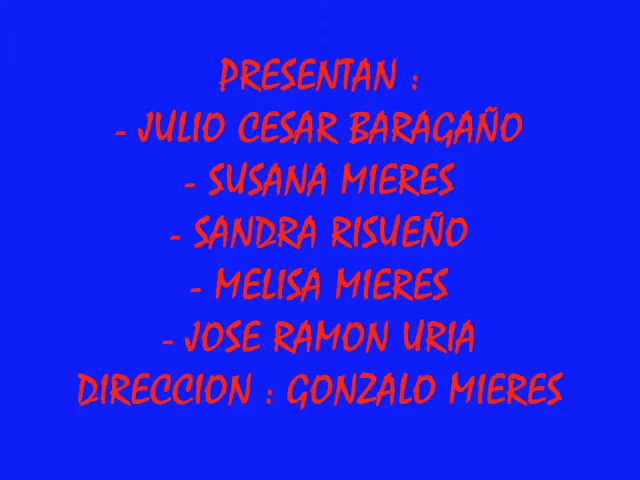 PRESENTAN :
- JULIO CESAR BARAGAÑO
- SUSANA MIERES
- SANDRA RISUEÑO
- MELISA MIERES
- JOSE RAMON URIA
DIRECCION : GONZALO MIERES